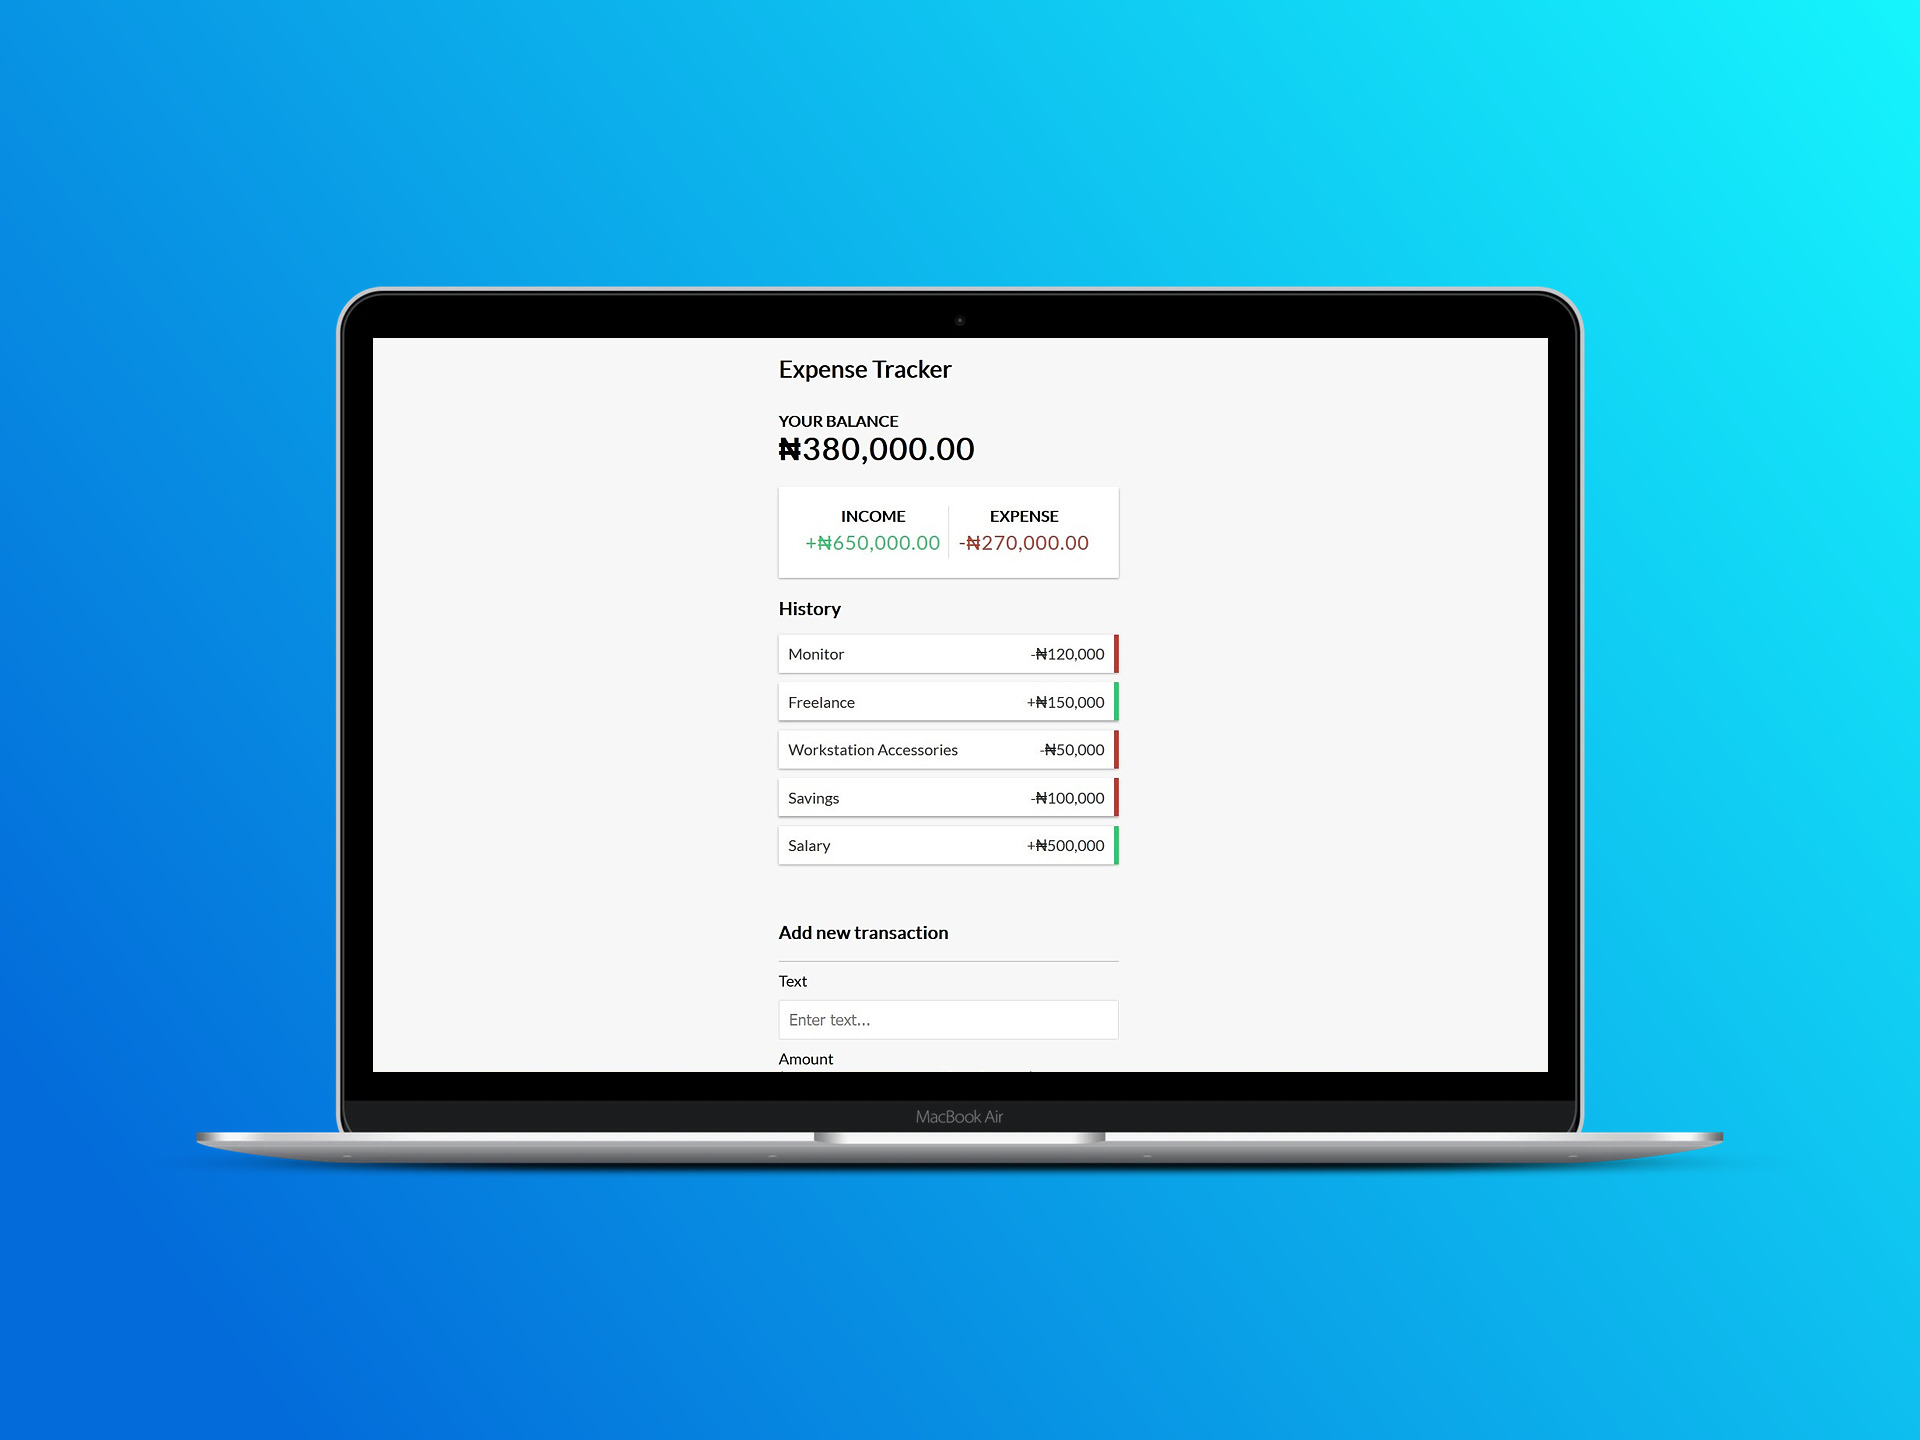 Expense Tracker
YOUR BALANCE
₦380,000.00
INCOME EXPENSE
+₦650,000.00 -₦270,000.00
History
Monitor -₦120,000
Freelance +₦150,000
Workstation Accessories -₦50,000
Savings -₦100,000
Salary +₦500,000
Add new transaction
Text
Enter text...
Amount
MacBook Air